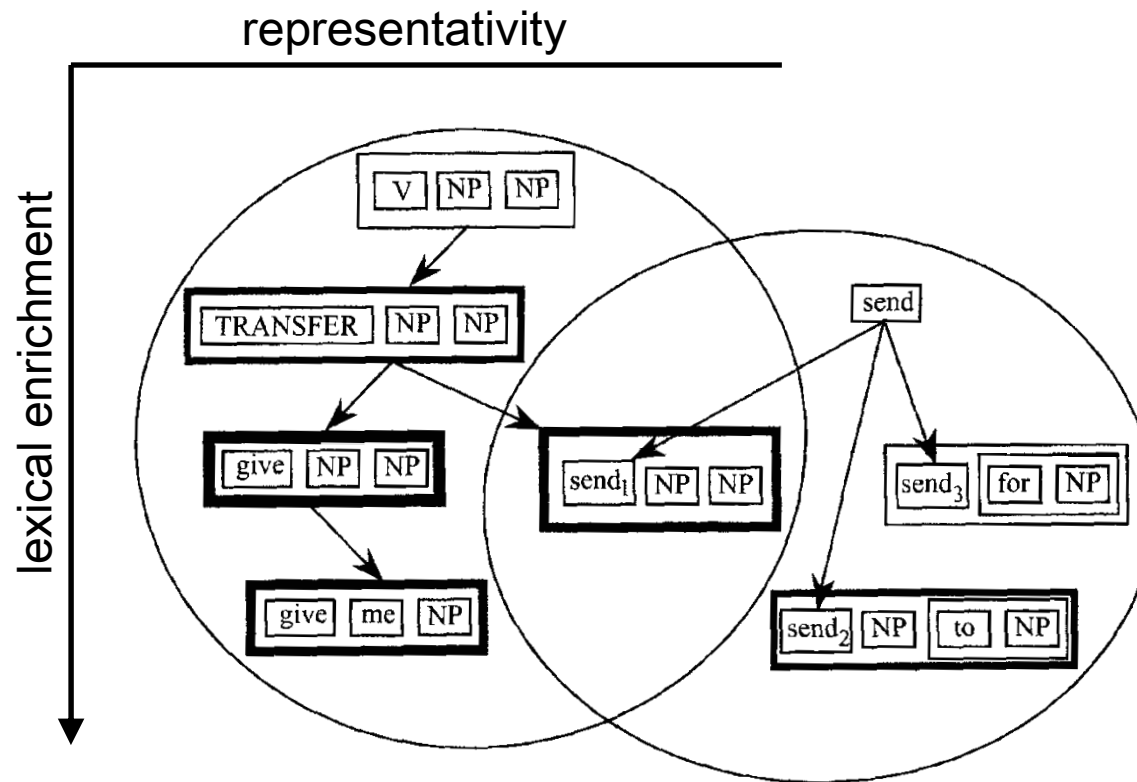 representativity
lexical enrichment
V NP NP
TRANSFER NP NP
send
give NP NP
send₁ NP NP
send₃ for NP
give me NP
send₂ NP to NP